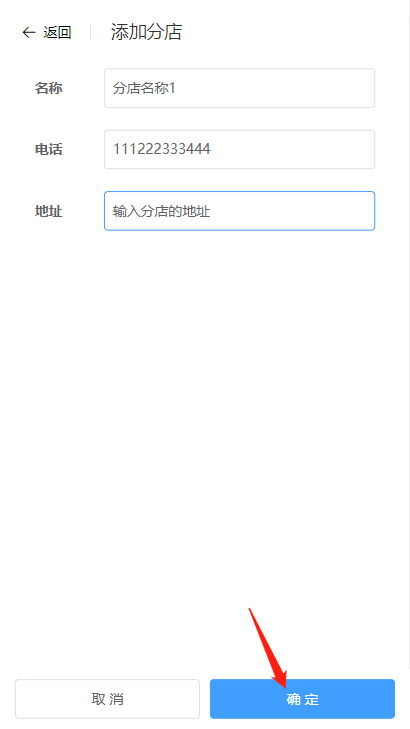 返回 添加分店
名称 分店名称1
电话 111222333444
地址 输入分店的地址
取消 确定